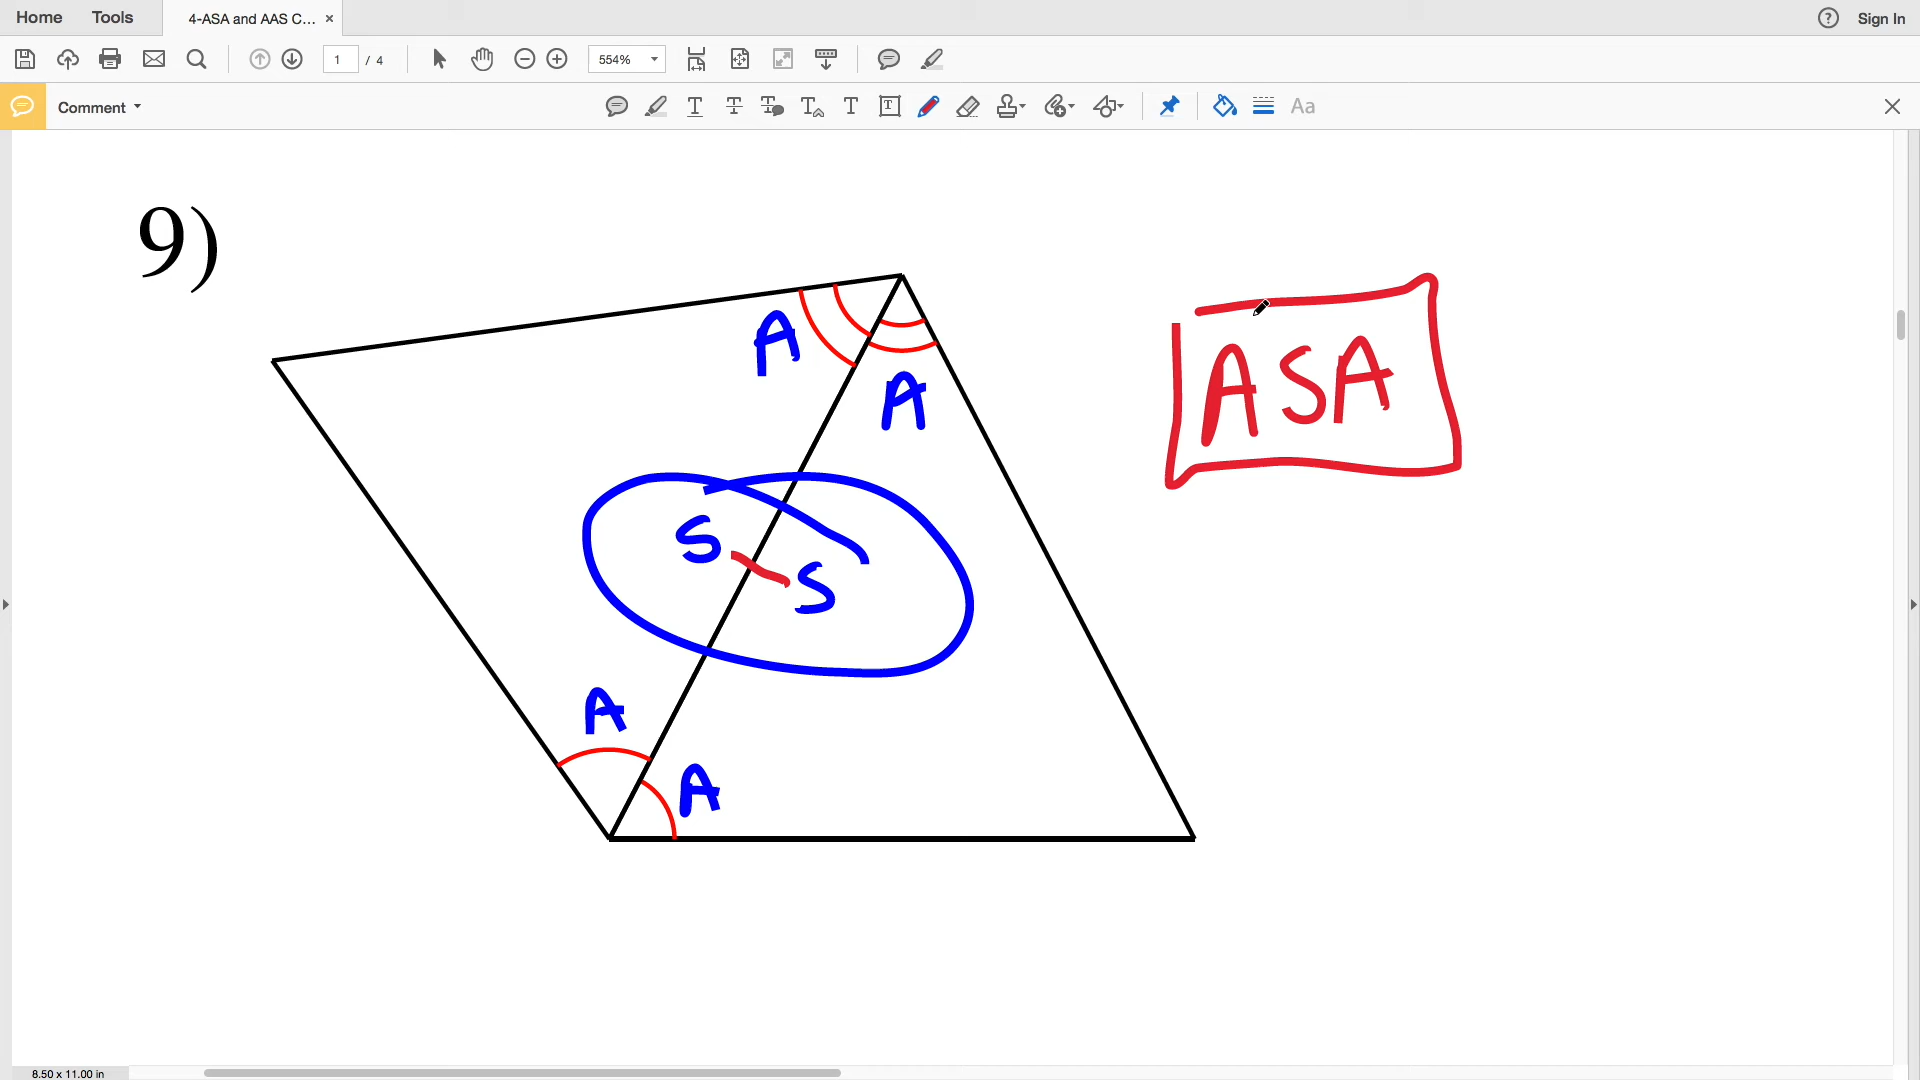 Home Tools 4-ASA and AAS C... × ? Sign In
1 / 4 554%
Comment T T T T T T Aa
9)
A
A
ASA
S
S
A
A
8.50 x 11.00 in